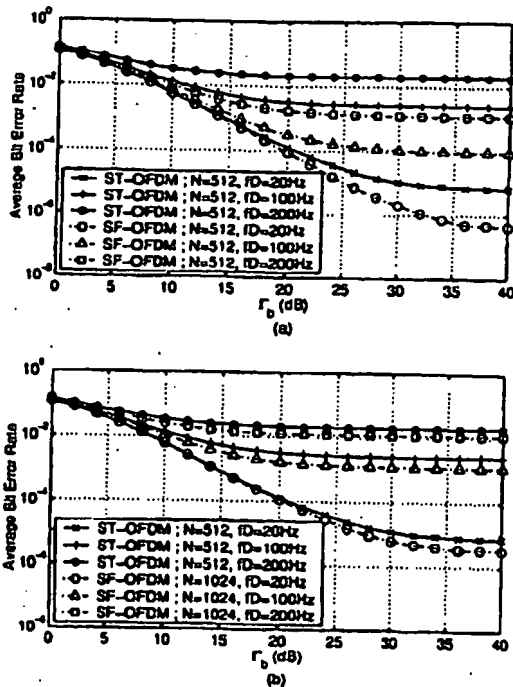 10⁰
10⁻²
10⁻⁴
10⁻⁶
10⁻⁸
Average Bit Error Rate
ST-OFDM ; N=512, fD=20Hz
ST-OFDM ; N=512, fD=100Hz
ST-OFDM ; N=512, fD=200Hz
SF-OFDM ; N=512, fD=20Hz
SF-OFDM ; N=512, fD=100Hz
SF-OFDM ; N=512, fD=200Hz
0 5 10 15 20 25 30 35 40
Γb (dB)
(a)
10⁰
10⁻²
10⁻⁴
10⁻⁶
10⁻⁸
Average Bit Error Rate
ST-OFDM ; N=512, fD=20Hz
ST-OFDM ; N=512, fD=100Hz
ST-OFDM ; N=512, fD=200Hz
SF-OFDM ; N=1024, fD=20Hz
SF-OFDM ; N=1024, fD=100Hz
SF-OFDM ; N=1024, fD=200Hz
0 5 10 15 20 25 30 35 40
Γb (dB)
(b)